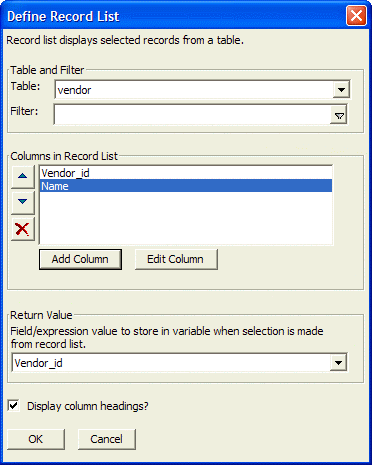 Define Record List
Record list displays selected records from a table.
Table and Filter
Table:
vendor
Filter:
Columns in Record List
Vendor_id
Name
Add Column
Edit Column
Return Value
Field/expression value to store in variable when selection is made
from record list.
Vendor_id
Display column headings?
OK
Cancel